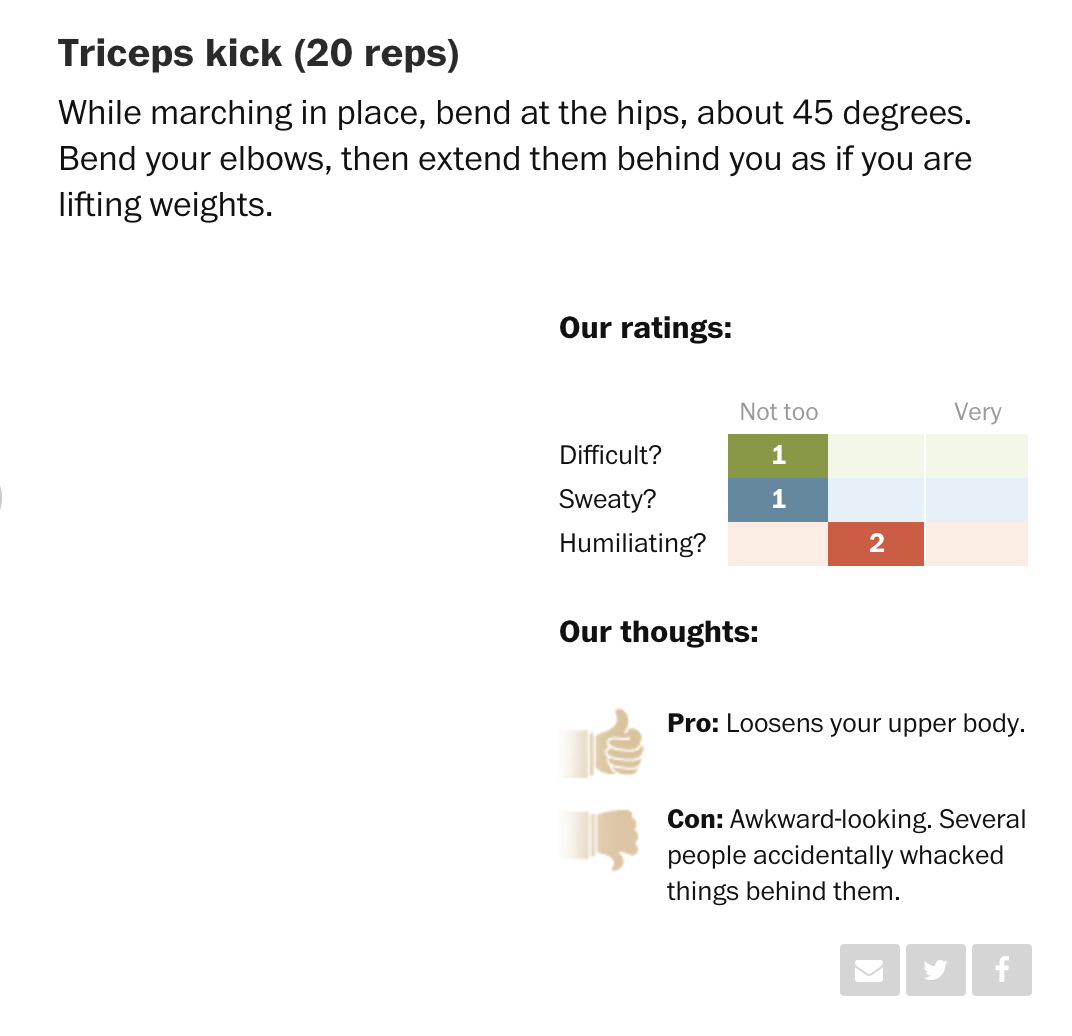 Triceps kick (20 reps)
While marching in place, bend at the hips, about 45 degrees.
Bend your elbows, then extend them behind you as if you are
lifting weights.
Our ratings:
Not too Very
Difficult? 1
Sweaty? 1
Humiliating? 2
Our thoughts:
Pro: Loosens your upper body.
Con: Awkward-looking. Several
people accidentally whacked
things behind them.